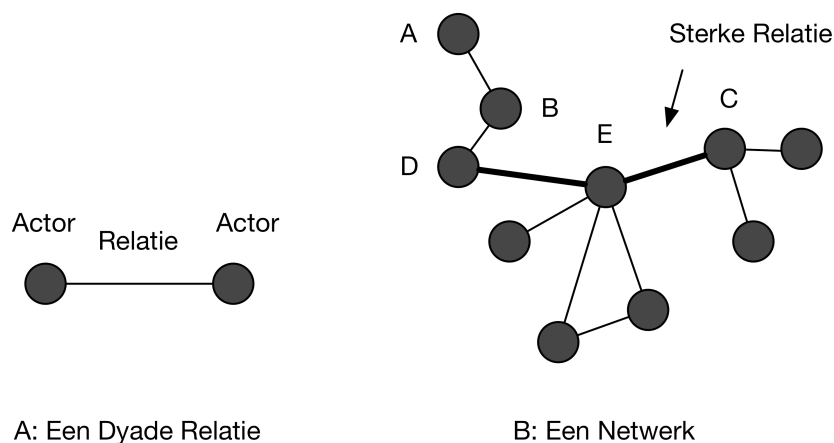 Actor
Relatie
Actor
A: Een Dyade Relatie
A
Sterke Relatie
B
C
E
D
B: Een Netwerk